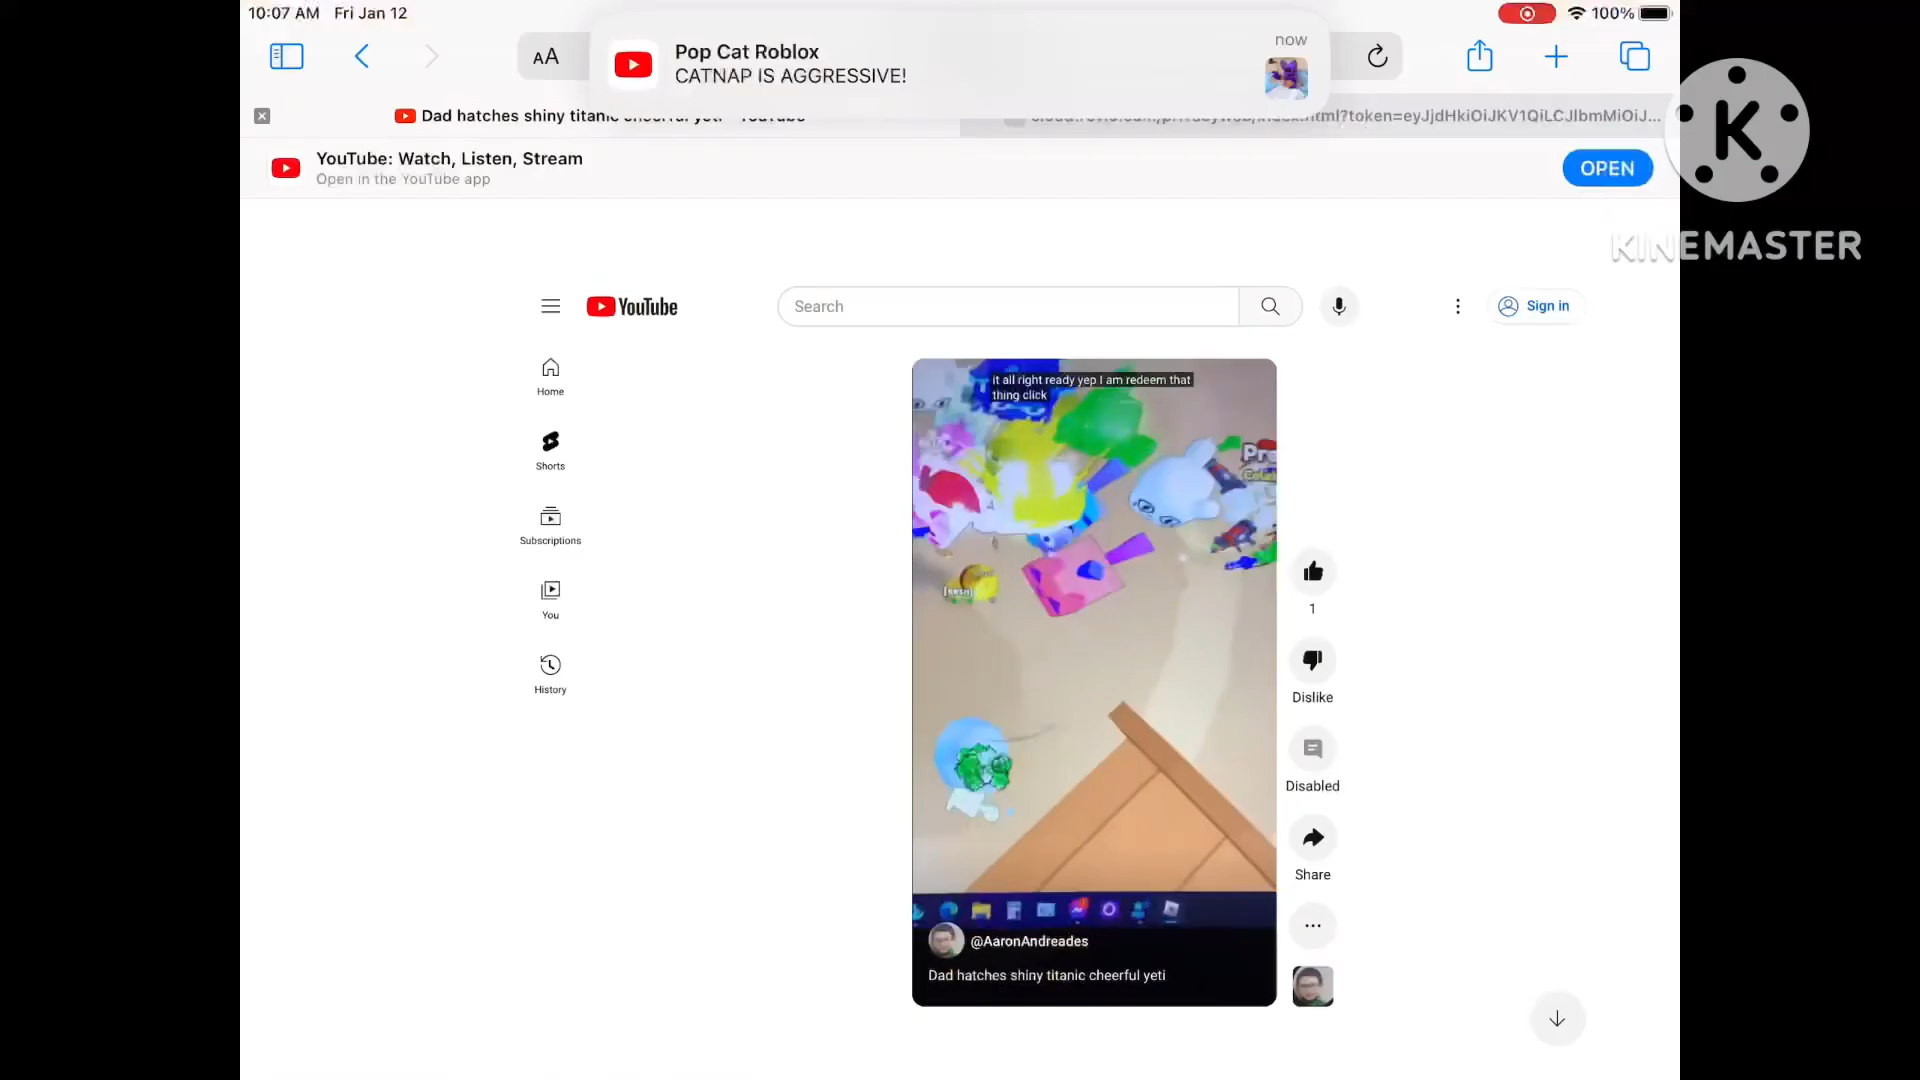 10:07 AM Fri Jan 12
100%
AA
Pop Cat Roblox
now
CATNAP IS AGGRESSIVE!
Dad hatches shiny titanic cheerful yeti - YouTube
YouTube: Watch, Listen, Stream
Open in the YouTube app
OPEN
K
KINEMASTER
YouTube
Search
Sign in
Home
Shorts
Subscriptions
You
History
it all right ready yep I am redeem that
thing click
1
Dislike
Disabled
Share
@AaronAndreades
Dad hatches shiny titanic cheerful yeti